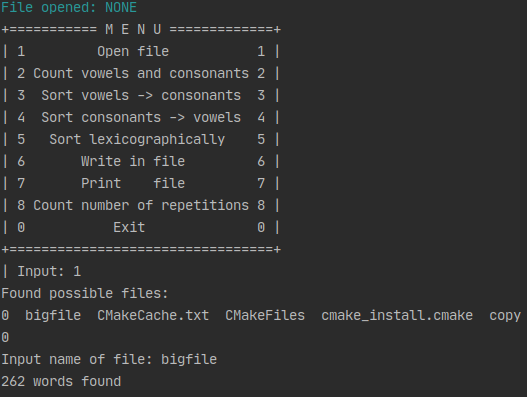 File opened: NONE
+=========== M E N U =============+
| 1         Open file           1 |
| 2 Count vowels and consonants 2 |
| 3  Sort vowels -> consonants  3 |
| 4  Sort consonants -> vowels  4 |
| 5   Sort lexicographically    5 |
| 6       Write in file         6 |
| 7       Print    file         7 |
| 8 Count number of repetitions 8 |
| 0           Exit              0 |
+=================================+
| Input: 1
Found possible files:
0  bigfile  CMakeCache.txt  CMakeFiles  cmake_install.cmake  copy
0
Input name of file: bigfile
262 words found